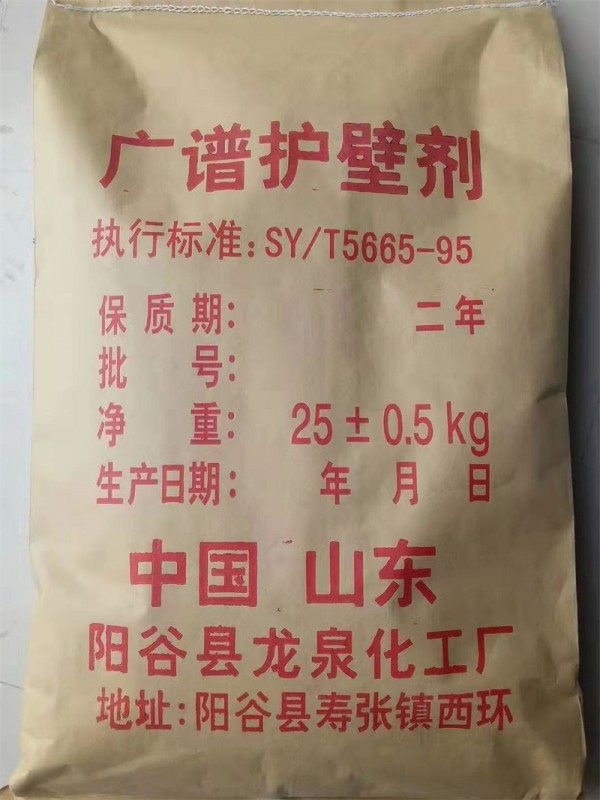 广谱护壁剂
执行标准：SY/T5665-95
保质期： 二年
批 号：
净 重： 25±0.5kg
生产日期： 年 月 日
中国 山东
阳谷县龙泉化工厂
地址：阳谷县寿张镇西环